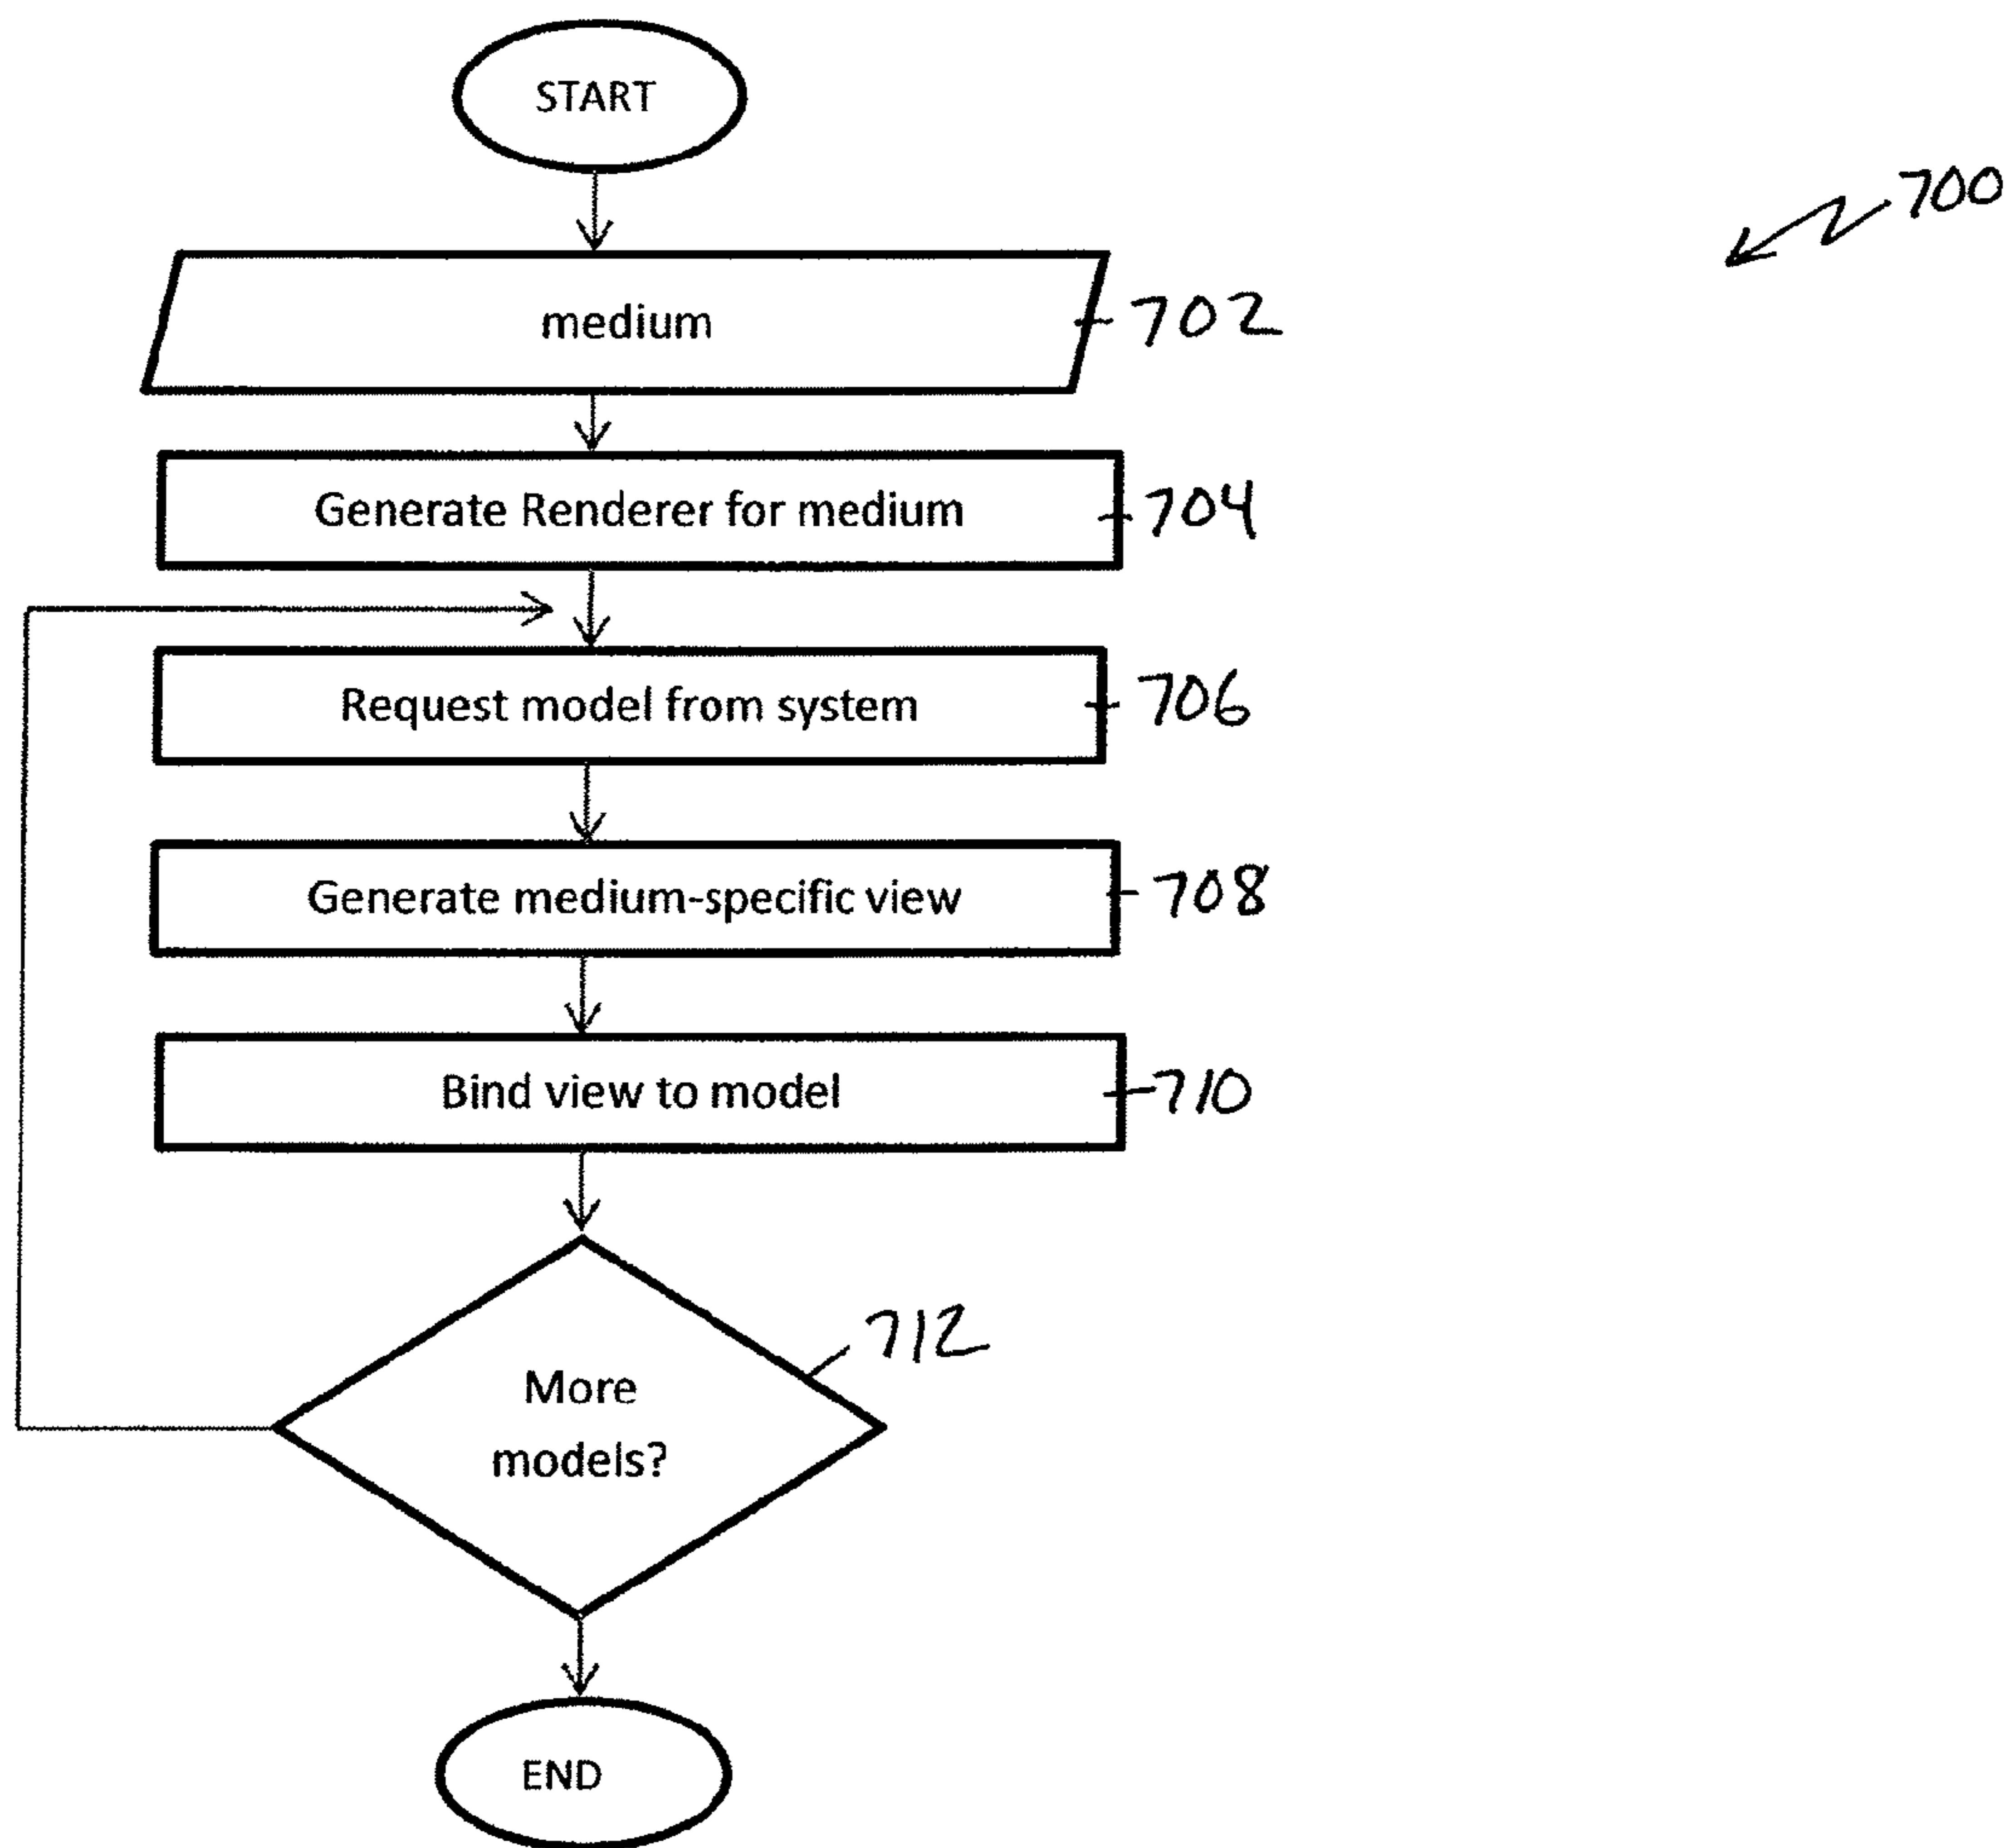 START
700
medium
702
Generate Renderer for medium
704
Request model from system
706
Generate medium-specific view
708
Bind view to model
710
More
models?
712
END